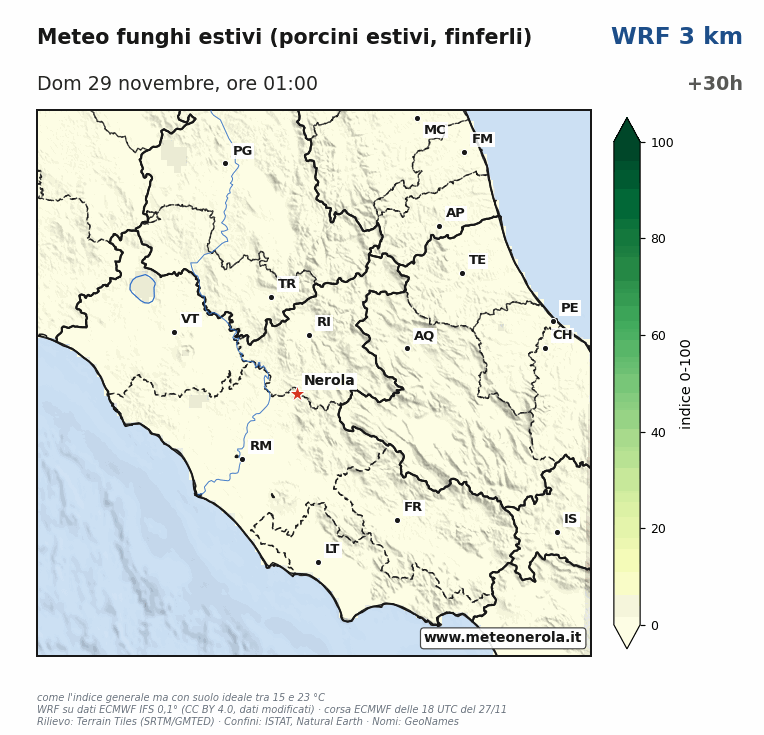 Meteo funghi estivi (porcini estivi, finferli)
WRF 3 km
Dom 29 novembre, ore 01:00
+30h
MC
FM
PG
AP
TE
TR
PE
VT
RI
AQ
CH
Nerola
RM
FR
IS
LT
www.meteonerola.it
100
80
60
40
20
0
indice 0-100
come l'indice generale ma con suolo ideale tra 15 e 23 °C
WRF su dati ECMWF IFS 0,1° (CC BY 4.0, dati modificati) · corsa ECMWF delle 18 UTC del 27/11
Rilievo: Terrain Tiles (SRTM/GMTED) · Confini: ISTAT, Natural Earth · Nomi: GeoNames